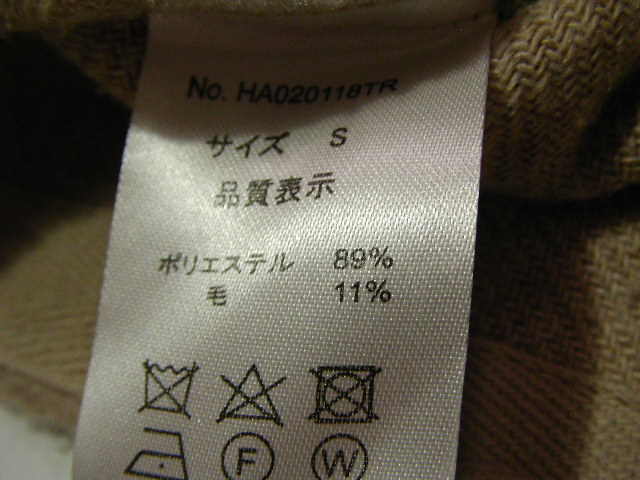 No. HA020118TR
サイズ S
品質表示
ポリエステル 89%
毛 11%
F W